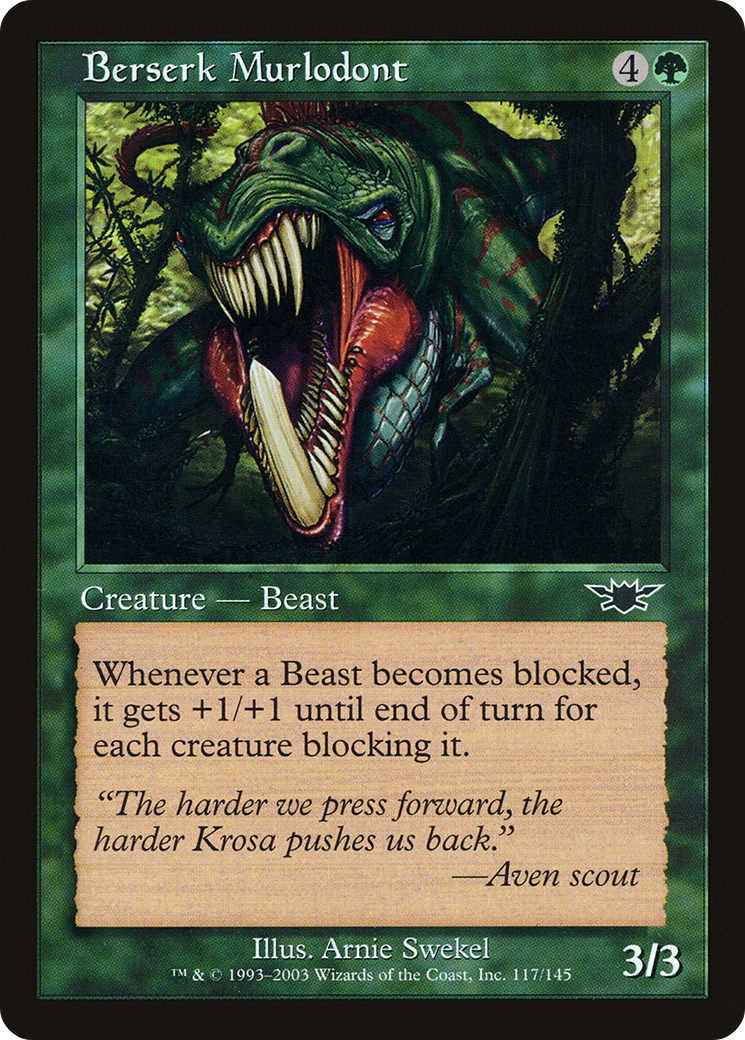 Berserk Murlodont 4
Creature — Beast
Whenever a Beast becomes blocked,
it gets +1/+1 until end of turn for
each creature blocking it.
“The harder we press forward, the
harder Krosa pushes us back.”
—Aven scout
Illus. Arnie Swekel
™ & © 1993–2003 Wizards of the Coast, Inc. 117/145
3/3